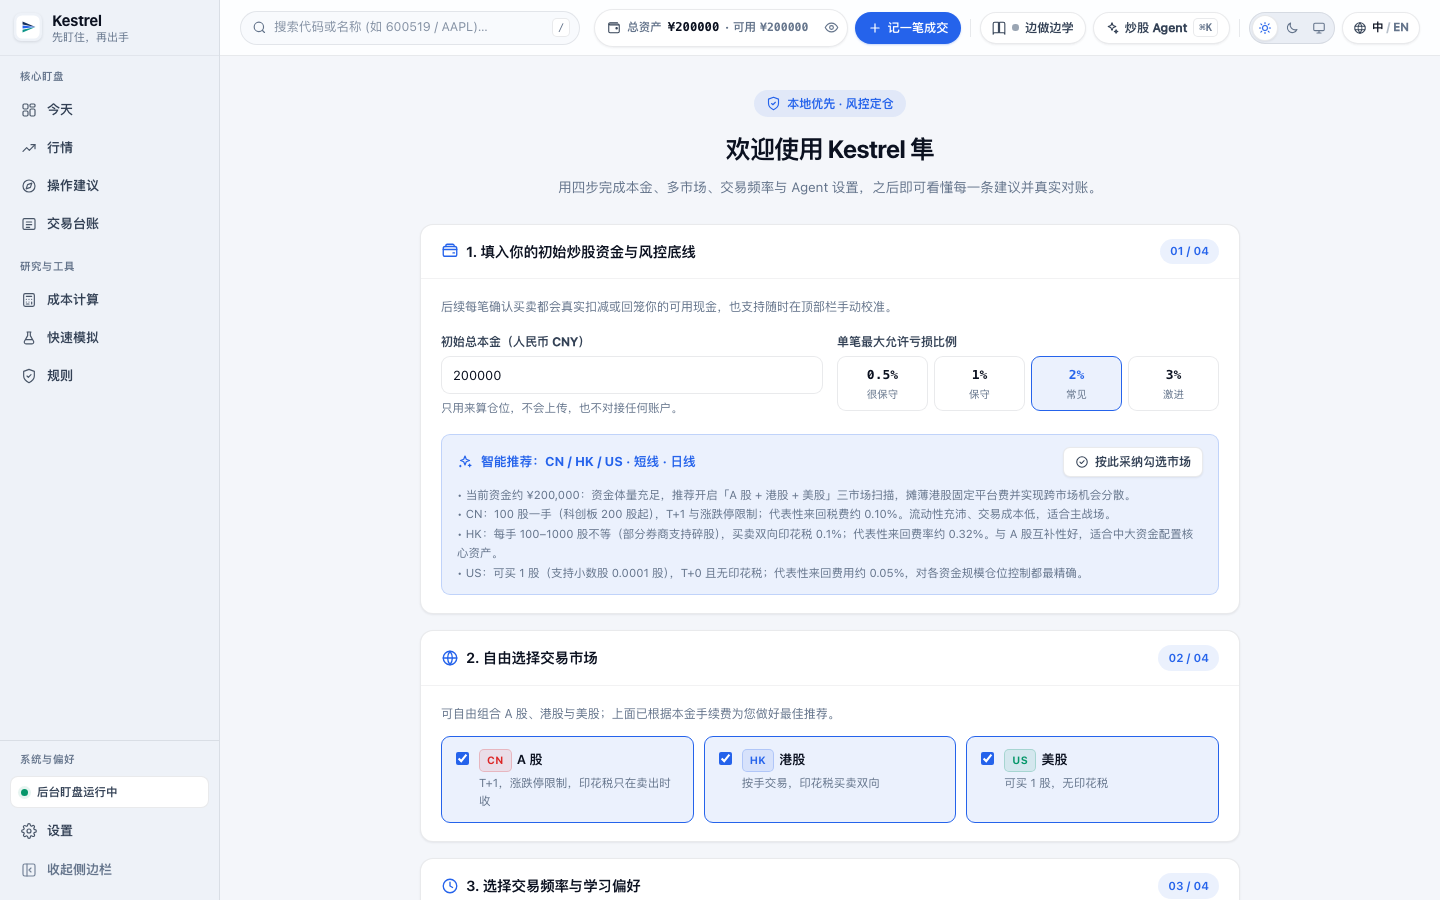 Kestrel
先盯住，再出手
搜索代码或名称 (如 600519 / AAPL)...
/
总资产 ¥200000 · 可用 ¥200000
记一笔成交
边做边学
炒股 Agent ⌘K
中 / EN
核心盯盘
今天
行情
操作建议
交易台账
研究与工具
成本计算
快速模拟
规则
系统与偏好
后台盯盘运行中
设置
收起侧边栏
本地优先 · 风控定仓
欢迎使用 Kestrel 隼
用四步完成本金、多市场、交易频率与 Agent 设置，之后即可看懂每一条建议并真实对账。
1. 填入你的初始炒股资金与风控底线
01 / 04
后续每笔确认买卖都会真实扣减或回笼你的可用现金，也支持随时在顶部栏手动校准。
初始总本金（人民币 CNY）
200000
只用来算仓位，不会上传，也不对接任何账户。
单笔最大允许亏损比例
0.5%
很保守
1%
保守
2%
常见
3%
激进
智能推荐：CN / HK / US · 短线 · 日线
按此采纳勾选市场
• 当前资金约 ¥200,000：资金体量充足，推荐开启「A 股 + 港股 + 美股」三市场扫描，摊薄港股固定平台费并实现跨市场机会分散。
• CN：100 股一手（科创板 200 股起），T+1 与涨跌停限制；代表性来回税费约 0.10%。流动性充沛、交易成本低，适合主战场。
• HK：每手 100–1000 股不等（部分券商支持碎股），买卖双向印花税 0.1%；代表性来回费率约 0.32%。与 A 股互补性好，适合中大资金配置核
心资产。
• US：可买 1 股（支持小数股 0.0001 股），T+0 且无印花税；代表性来回费用约 0.05%，对各资金规模仓位控制都最精确。
2. 自由选择交易市场
02 / 04
可自由组合 A 股、港股与美股；上面已根据本金手续费为您做好最佳推荐。
CN A 股
T+1，涨跌停限制，印花税只在卖出时
收
HK 港股
按手交易，印花税买卖双向
US 美股
可买 1 股，无印花税
3. 选择交易频率与学习偏好
03 / 04